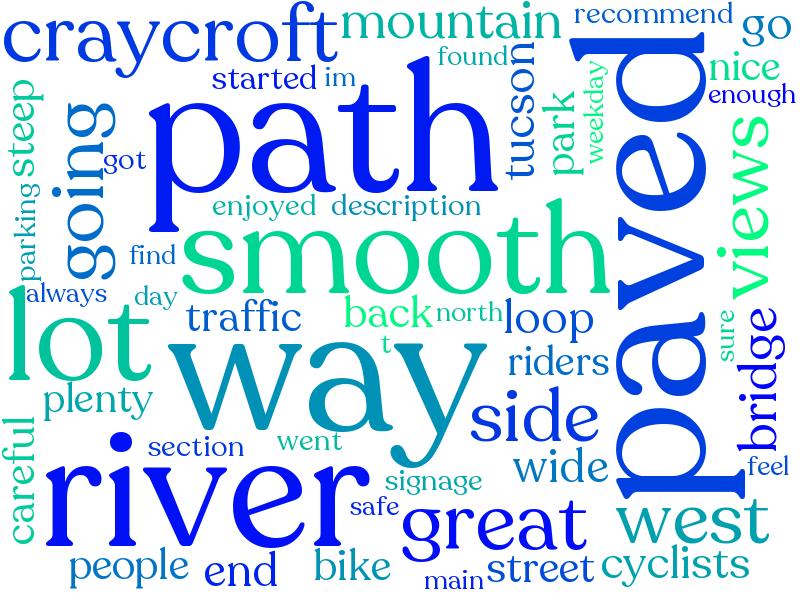 craycroft
mountain
recommend
go
found
nice
started
im
enough
steep
going
path
tucson
park
weekday
paved
got
views
parking
enjoyed
description
find
smooth
always
day
lot
traffic
back
north
loop
sure
bridge
t
way
riders
plenty
side
careful
section
went
river
signage
wide
feel
safe
great
west
people
end
bike
main
street
cyclists